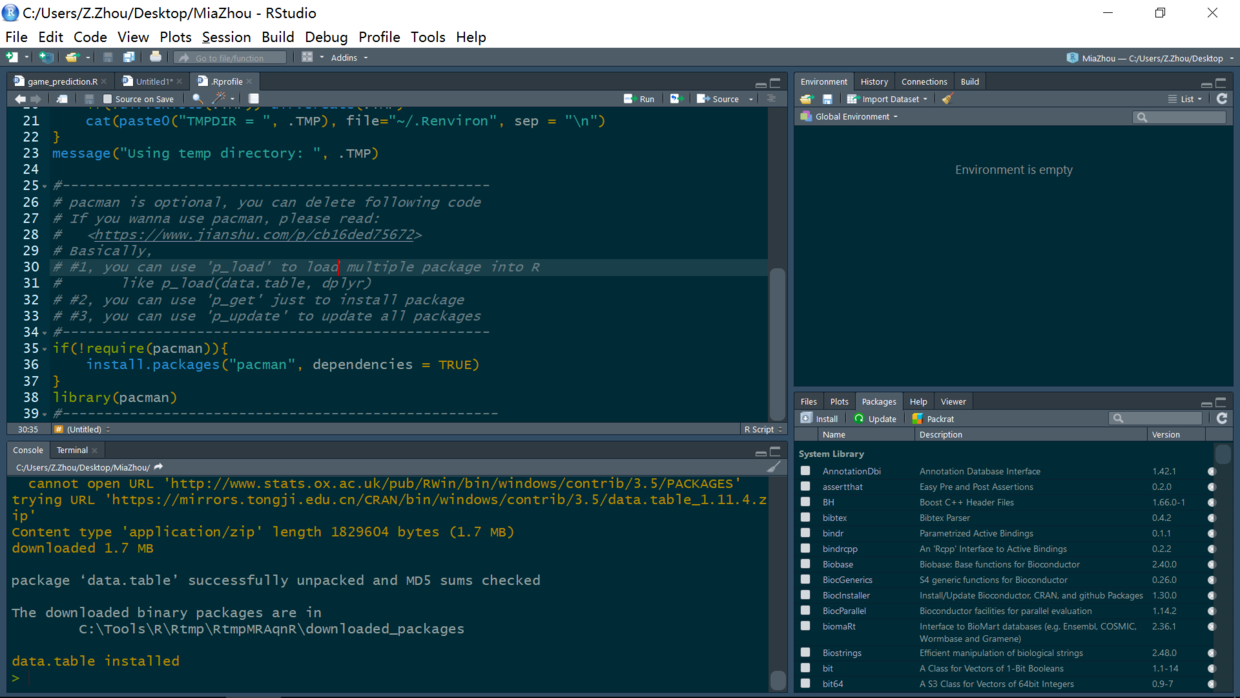 C:/Users/Z.Zhou/Desktop/MiaZhou - RStudio
File Edit Code View Plots Session Build Debug Profile Tools Help
Go to file/function Addins MiaZhou — C:/Users/Z.Zhou/Desktop
game_prediction.R Untitled1* .Rprofile
Source on Save Run Source
21 cat(paste0("TMPDIR = ", .TMP), file="~/.Renviron", sep = "\n")
22 }
23 message("Using temp directory: ", .TMP)
24
25 #---------------------------------------------------
26 # pacman is optional, you can delete following code
27 # If you wanna use pacman, please read:
28 # <https://www.jianshu.com/p/cb16ded75672>
29 # Basically,
30 # #1, you can use 'p_load' to load multiple package into R
31 # like p_load(data.table, dplyr)
32 # #2, you can use 'p_get' just to install package
33 # #3, you can use 'p_update' to update all packages
34 #---------------------------------------------------
35 if(!require(pacman)){
36 install.packages("pacman", dependencies = TRUE)
37 }
38 library(pacman)
39 #----------------------------------------------------
30:35 # (Untitled) R Script
Console Terminal
C:/Users/Z.Zhou/Desktop/MiaZhou/
cannot open URL 'http://www.stats.ox.ac.uk/pub/RWin/bin/windows/contrib/3.5/PACKAGES'
trying URL 'https://mirrors.tongji.edu.cn/CRAN/bin/windows/contrib/3.5/data.table_1.11.4.z
ip'
Content type 'application/zip' length 1829604 bytes (1.7 MB)
downloaded 1.7 MB
package ‘data.table’ successfully unpacked and MD5 sums checked
The downloaded binary packages are in
C:\Tools\R\Rtmp\RtmpMRAqnR\downloaded_packages
data.table installed
>
Environment History Connections Build
Import Dataset List
Global Environment
Environment is empty
Files Plots Packages Help Viewer
Install Update Packrat
Name Description Version
System Library
AnnotationDbi Annotation Database Interface 1.42.1
assertthat Easy Pre and Post Assertions 0.2.0
BH Boost C++ Header Files 1.66.0-1
bibtex Bibtex Parser 0.4.2
bindr Parametrized Active Bindings 0.1.1
bindrcpp An 'Rcpp' Interface to Active Bindings 0.2.2
Biobase Biobase: Base functions for Bioconductor 2.40.0
BiocGenerics S4 generic functions for Bioconductor 0.26.0
BiocInstaller Install/Update Bioconductor, CRAN, and github Packages 1.30.0
BiocParallel Bioconductor facilities for parallel evaluation 1.14.2
biomaRt Interface to BioMart databases (e.g. Ensembl, COSMIC, 2.36.1
Wormbase and Gramene)
Biostrings Efficient manipulation of biological strings 2.48.0
bit A Class for Vectors of 1-Bit Booleans 1.1-14
bit64 A S3 Class for Vectors of 64bit Integers 0.9-7